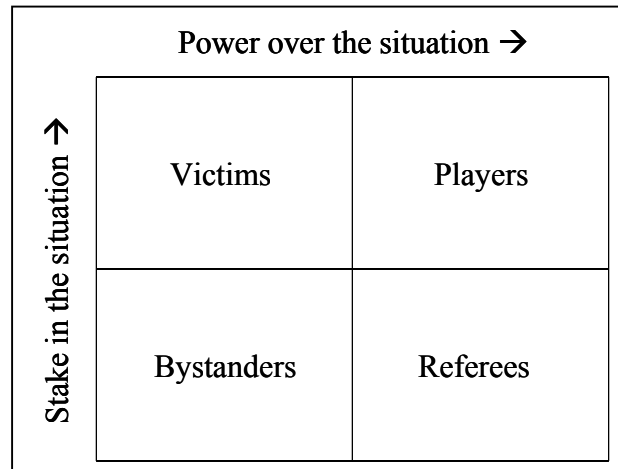 Power over the situation →
Stake in the situation →
Victims
Players
Bystanders
Referees